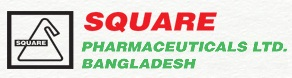 SQUARE
SQUARE
PHARMACEUTICALS LTD.
BANGLADESH